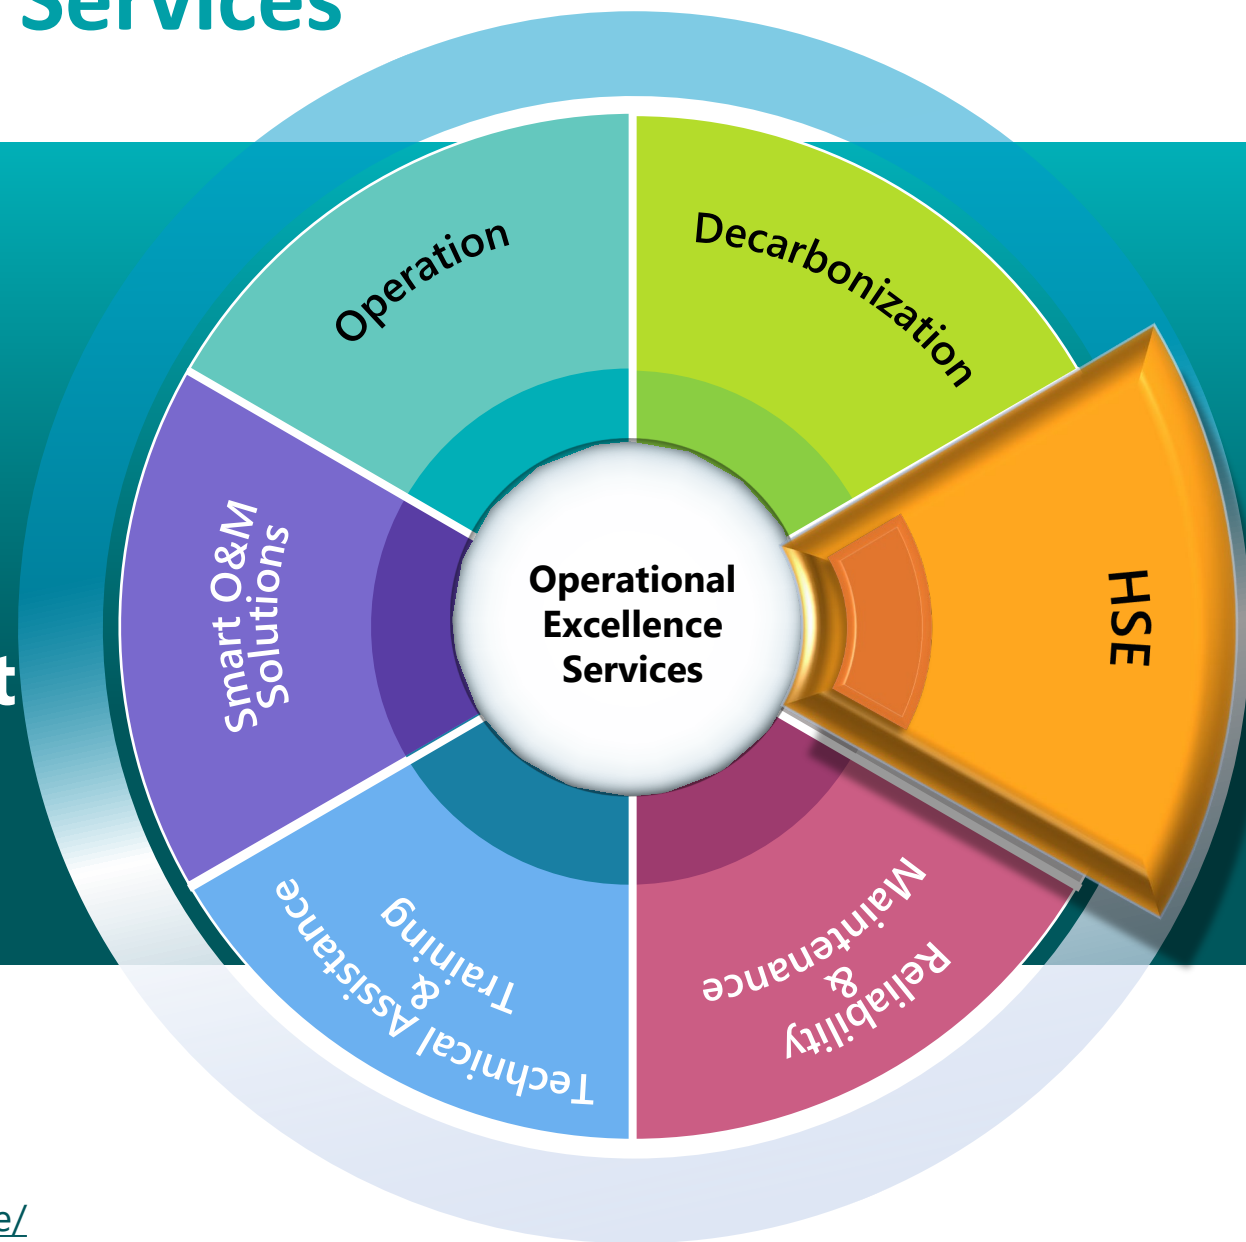 Services
Operation
Decarbonization
HSE
Reliability
&
Maintenance
Technical Assistance
&
Training
Smart O&M
Solutions
Operational
Excellence
Services
t
e/